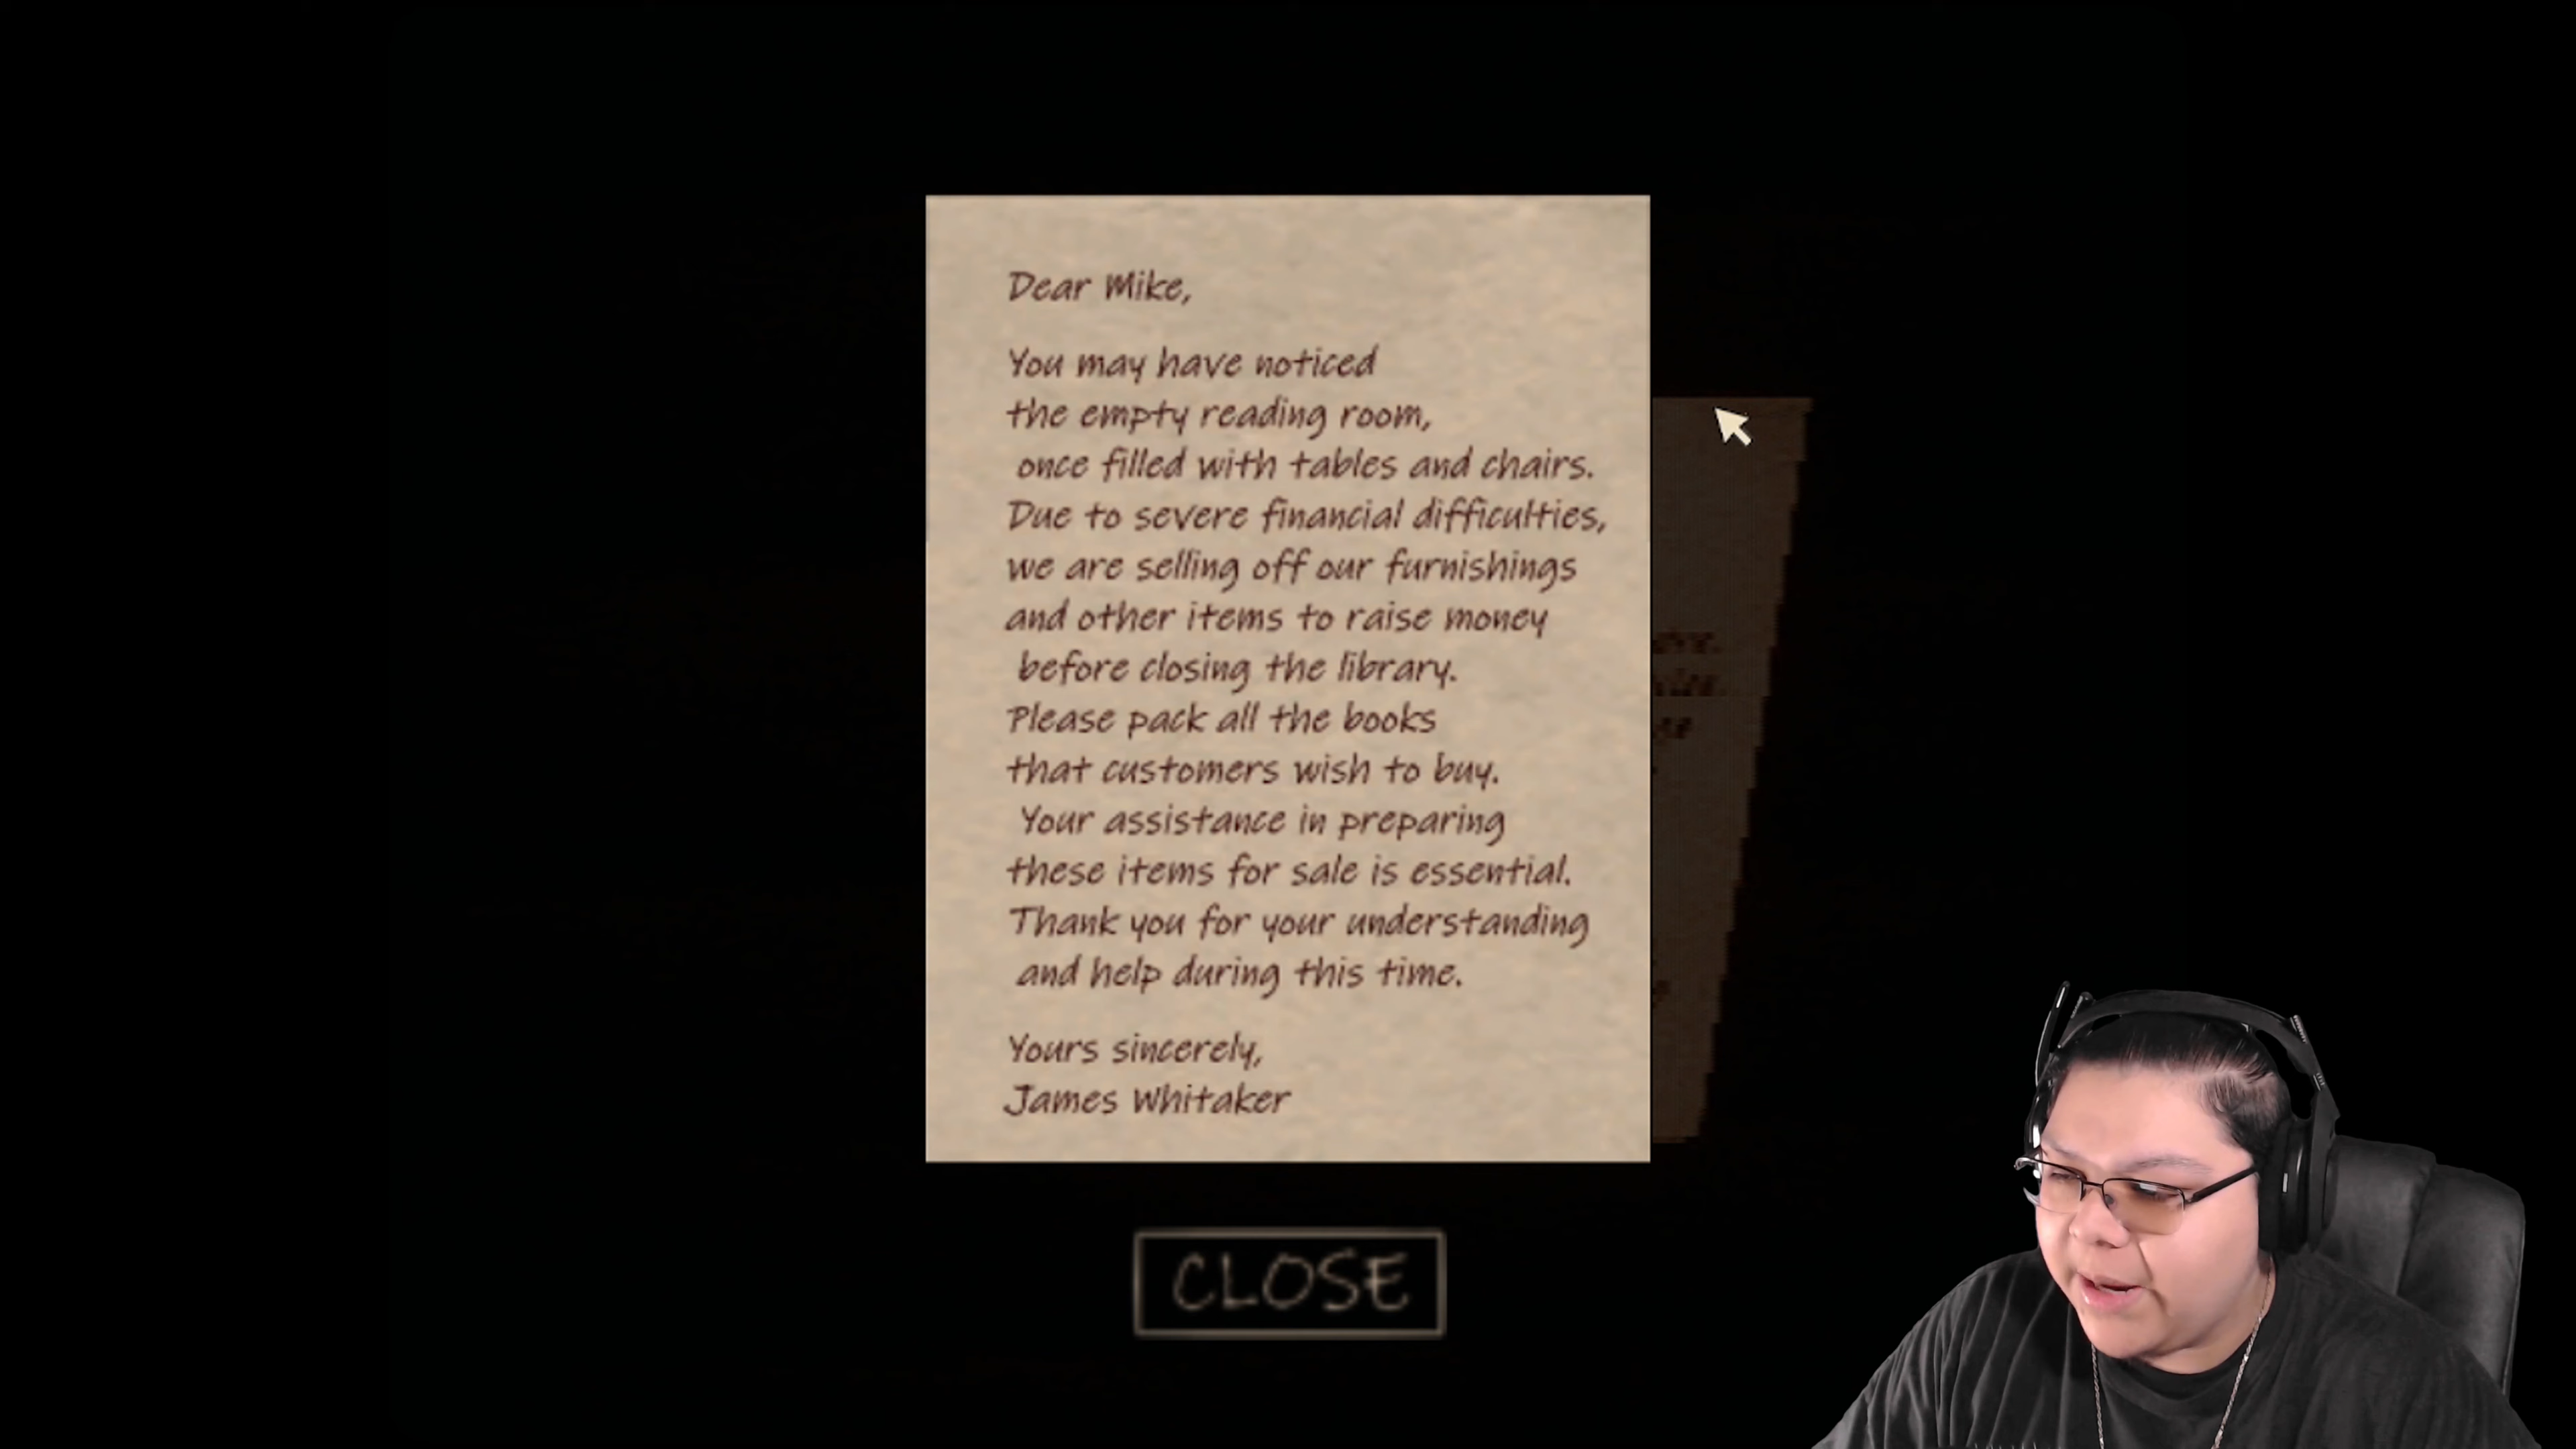 Dear Mike,
You may have noticed
the empty reading room,
once filled with tables and chairs.
Due to severe financial difficulties,
we are selling off our furnishings
and other items to raise money
before closing the library.
Please pack all the books
that customers wish to buy.
Your assistance in preparing
these items for sale is essential.
Thank you for your understanding
and help during this time.
Yours sincerely,
James Whitaker
CLOSE